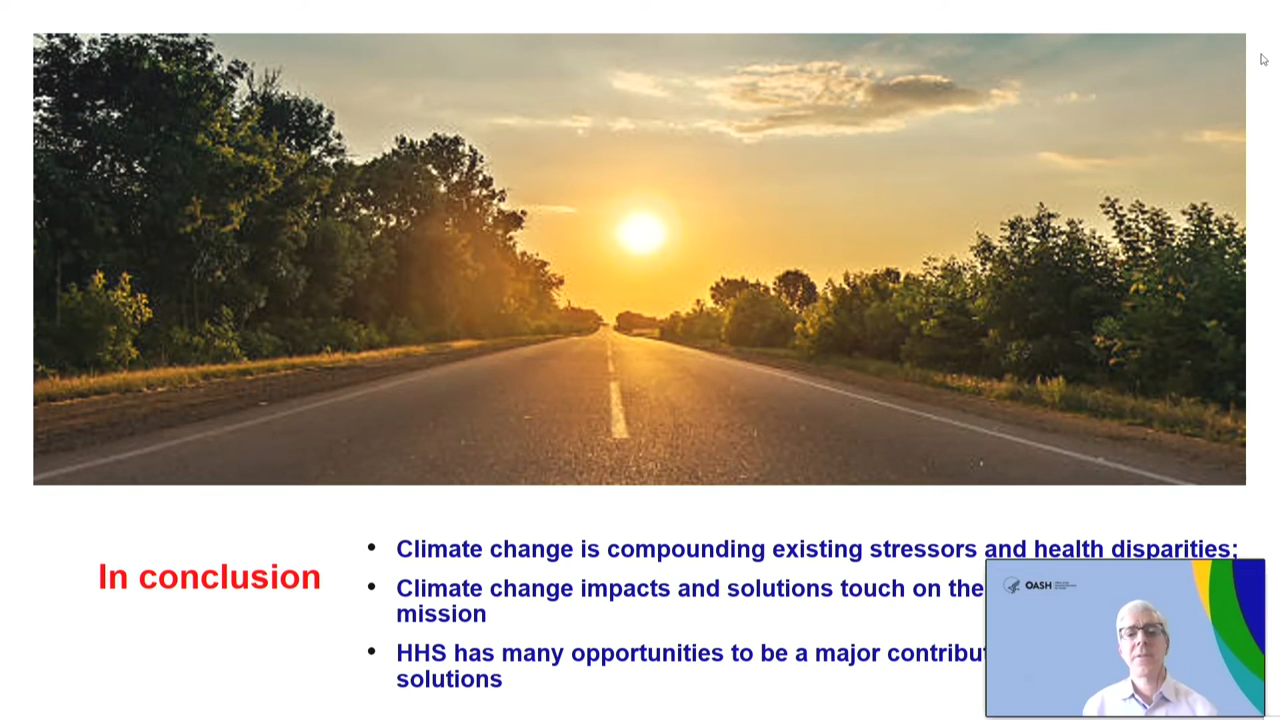 In conclusion
Climate change is compounding existing stressors and health disparities;
Climate change impacts and solutions touch on the
mission
HHS has many opportunities to be a major
solutions
OASH